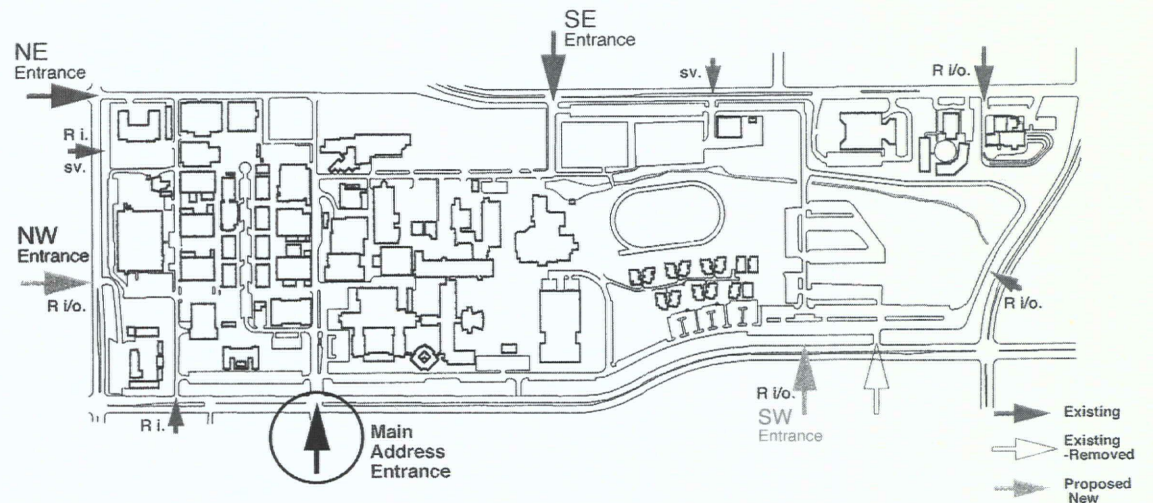 SE
Entrance
NE
Entrance
sv.
R i/o.
R i.
sv.
NW
Entrance
R i/o.
R i/o.
R i/o.
SW
Entrance
R i.
Main
Address
Entrance
Existing
Existing
-Removed
Proposed
New